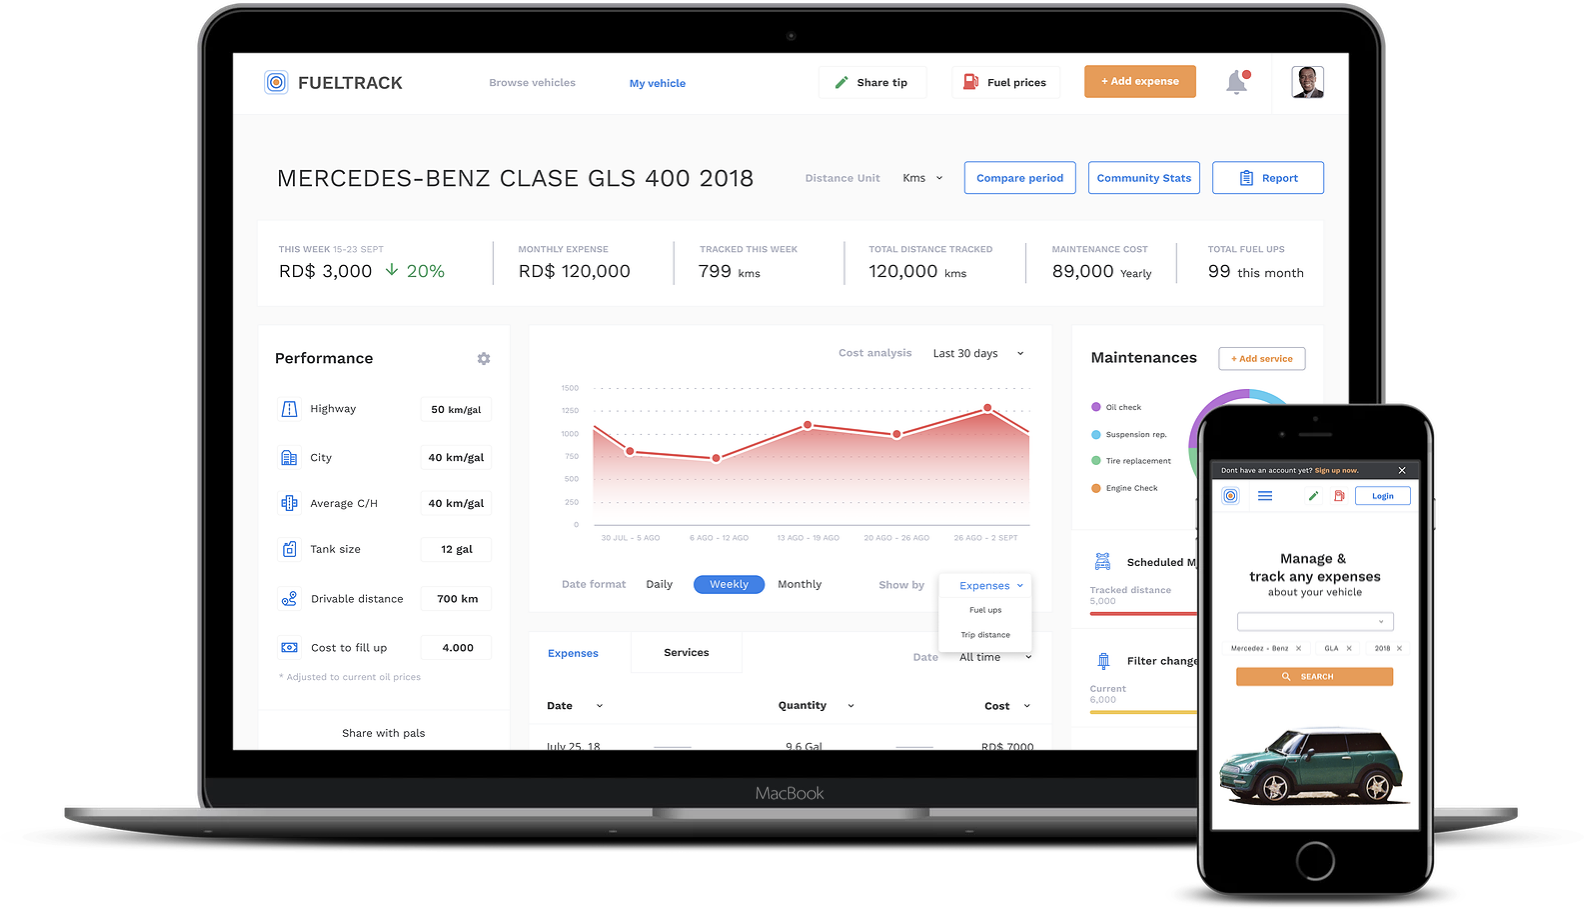 FUELTRACK
Browse vehicles
My vehicle
Share tip
Fuel prices
+ Add expense
MERCEDES-BENZ CLASE GLS 400 2018
Distance Unit
Kms
Compare period
Community Stats
Report
THIS WEEK 15-23 SEPT
RD$ 3,000
20%
MONTHLY EXPENSE
RD$ 120,000
TRACKED THIS WEEK
799 kms
TOTAL DISTANCE TRACKED
120,000 kms
MAINTENANCE COST
89,000 Yearly
TOTAL FUEL UPS
99 this month
Performance
Highway
50 km/gal
City
40 km/gal
Average C/H
40 km/gal
Tank size
12 gal
Drivable distance
700 km
Cost to fill up
4.000
* Adjusted to current oil prices
Share with pals
Cost analysis
Last 30 days
1500
1250
1000
750
500
250
0
30 JUL - 5 AGO
6 AGO - 12 AGO
13 AGO - 19 AGO
20 AGO - 26 AGO
26 AGO - 2 SEPT
Date format
Daily
Weekly
Monthly
Show by
Expenses
Fuel ups
Trip distance
Expenses
Services
Date
All time
Date
Quantity
Cost
July 25, 18
9.6 Gal
RD$ 7000
Maintenances
+ Add service
Oil check
Suspension rep.
Tire replacement
Engine Check
Scheduled
Tracked distance
5,000
Filter change
Current
6,000
MacBook
Dont have an account yet? Sign up now.
Login
Manage &
track any expenses
about your vehicle
Mercedez - Benz
GLA
2018
SEARCH